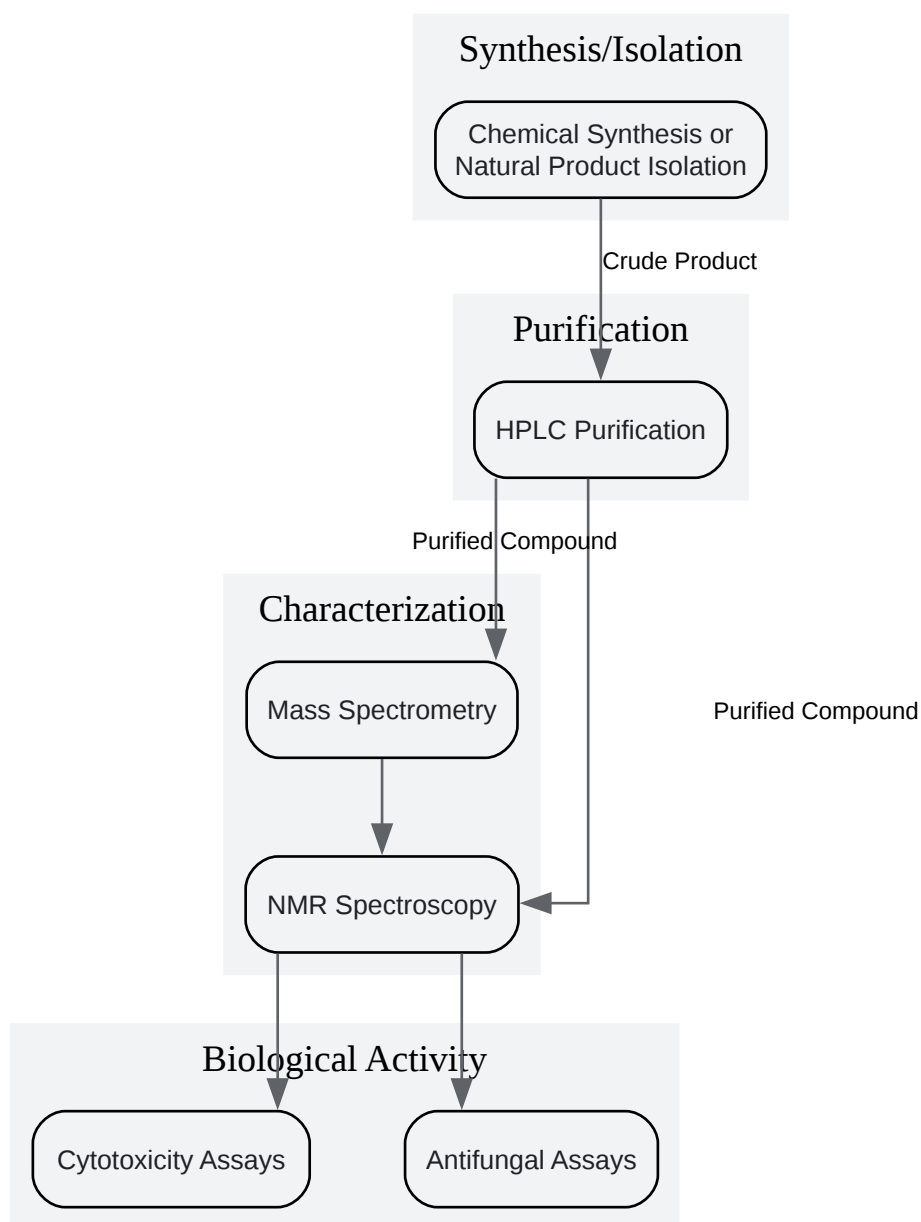 Synthesis/Isolation
Chemical Synthesis or
Natural Product Isolation
Crude Product
Purification
HPLC Purification
Purified Compound
Characterization
Mass Spectrometry
Purified Compound
NMR Spectroscopy
Biological Activity
Cytotoxicity Assays
Antifungal Assays